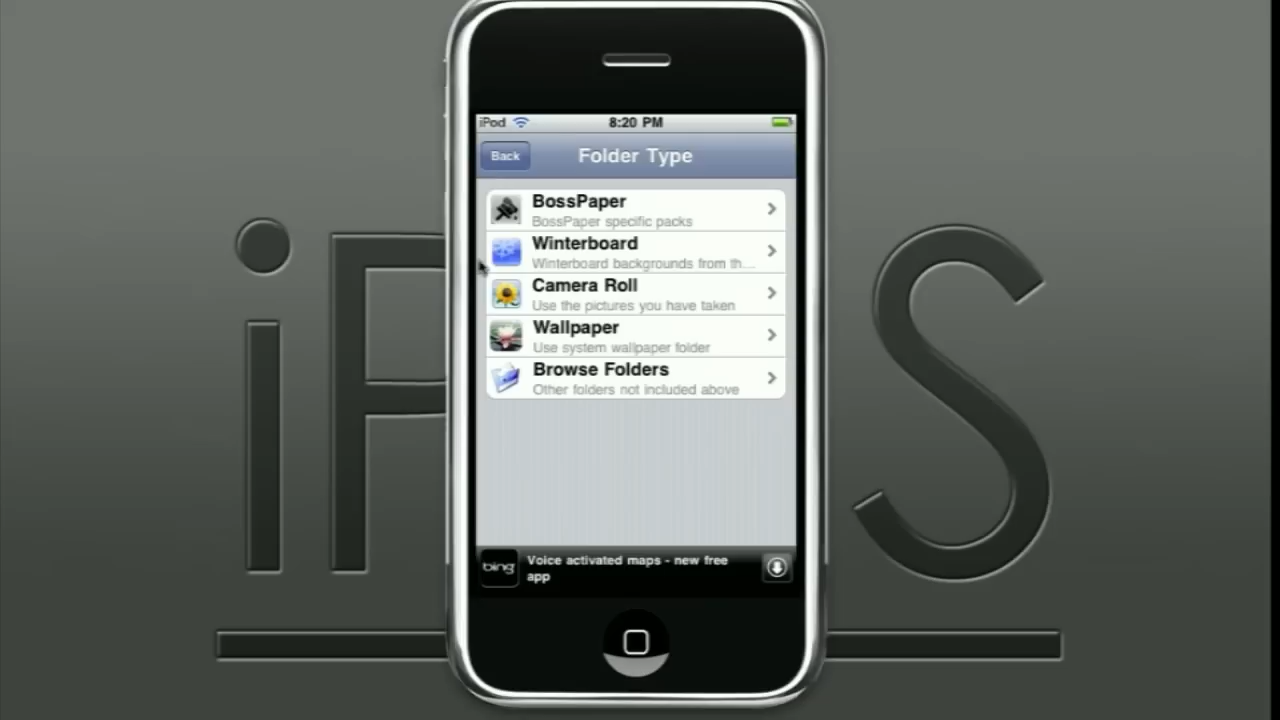 iPod 8:20 PM
Back Folder Type
BossPaper
BossPaper specific packs
Winterboard
Winterboard backgrounds from th...
Camera Roll
Use the pictures you have taken
Wallpaper
Use system wallpaper folder
Browse Folders
Other folders not included above
bing Voice activated maps - new free
app
iP S